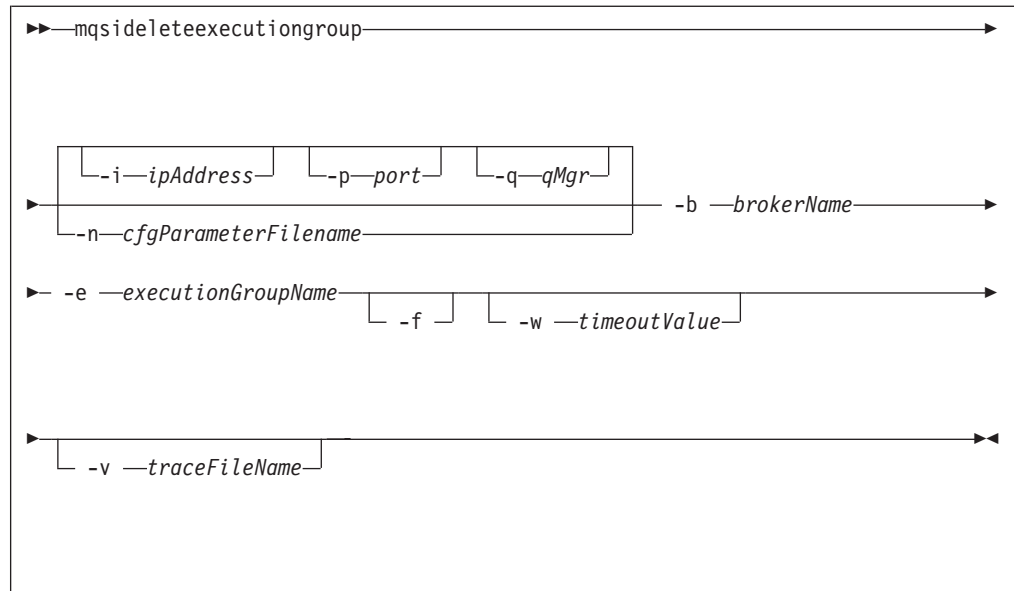 mqsideleteexecutiongroup
-i ipAddress -p port -q qMgr
-b brokerName
-n cfgParameterFilename
-e executionGroupName
-f -w timeoutValue
-v traceFileName